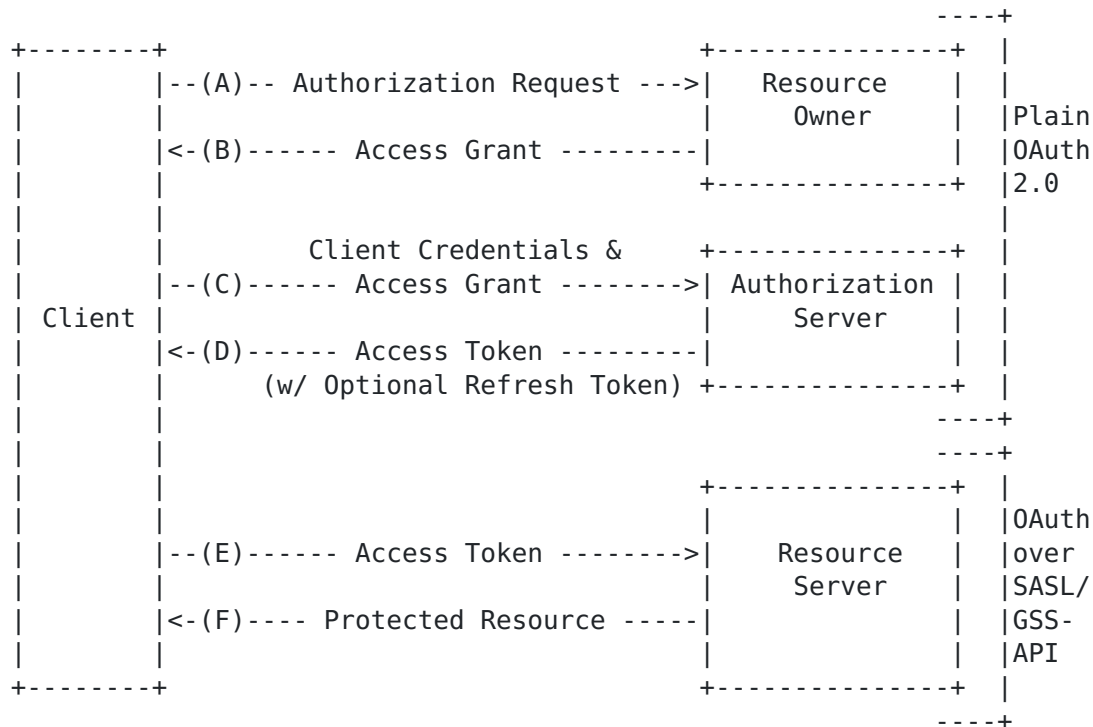 ----+
+--------+                                  +---------------+  |
|        |--(A)-- Authorization Request --->|   Resource    |  |
|        |                                  |     Owner     |  |Plain
|        |<-(B)------ Access Grant ---------|               |  |OAuth
|        |                                  +---------------+  |2.0
|        |                                                     |
|        |         Client Credentials &     +---------------+  |
|        |--(C)------ Access Grant -------->| Authorization |  |
| Client |                                  |     Server    |  |
|        |<-(D)------ Access Token ---------|               |  |
|        |      (w/ Optional Refresh Token) +---------------+  |
|        |                                                 ----+
|        |                                                 ----+
|        |                                  +---------------+  |
|        |                                  |               |  |OAuth
|        |--(E)------ Access Token -------->|    Resource   |  |over
|        |                                  |     Server    |  |SASL/
|        |<-(F)---- Protected Resource -----|               |  |GSS-
|        |                                  |               |  |API
+--------+                                  +---------------+  |
----+